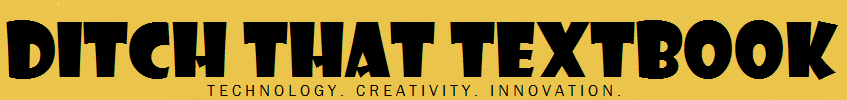 DITCH THAT TEXTBOOK
TECHNOLOGY. CREATIVITY. INNOVATION.